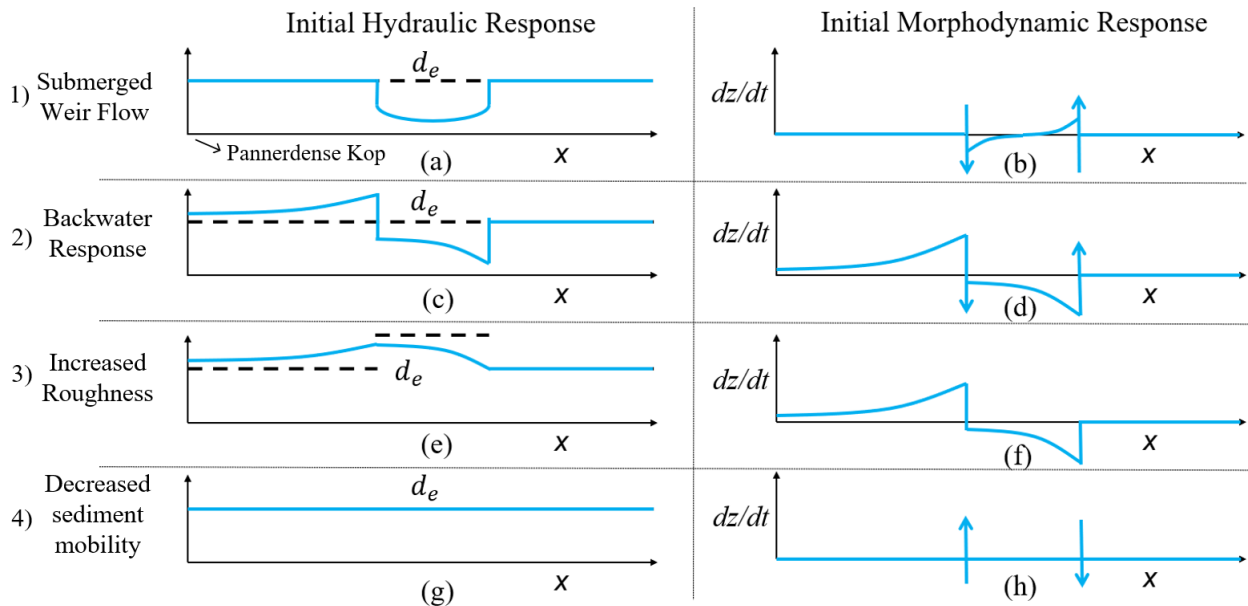 Initial Hydraulic Response
Initial Morphodynamic Response
1) Submerged
Weir Flow
d_e
Pannerdense Kop
x
(a)
dz/dt
x
(b)
2) Backwater
Response
d_e
x
(c)
dz/dt
x
(d)
3) Increased
Roughness
d_e
x
(e)
dz/dt
x
(f)
4) Decreased
sediment
mobility
d_e
x
(g)
dz/dt
x
(h)